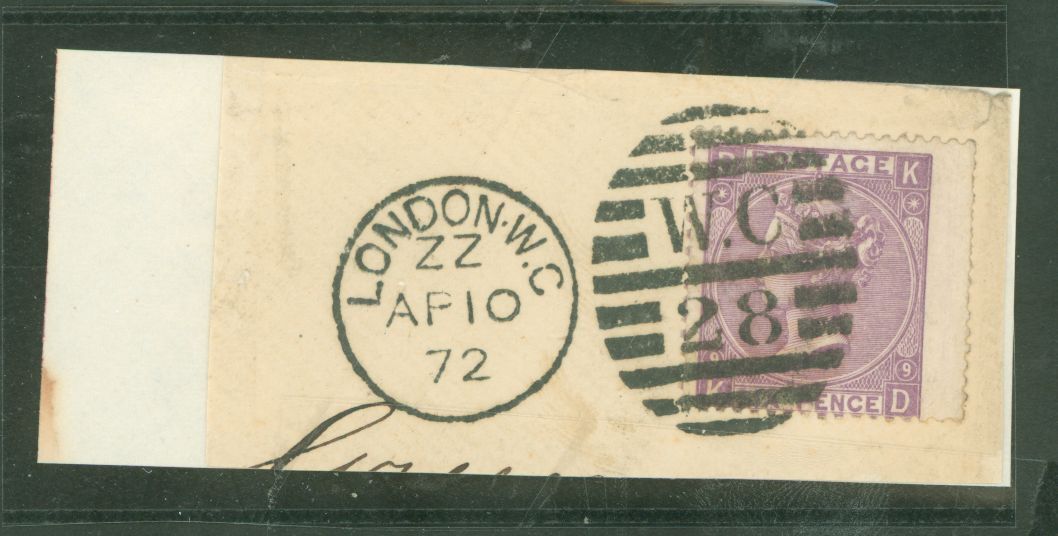 LONDON·W.C
ZZ
AP10
72
W.C
28
D POSTAGE K
9 9
K PENCE D